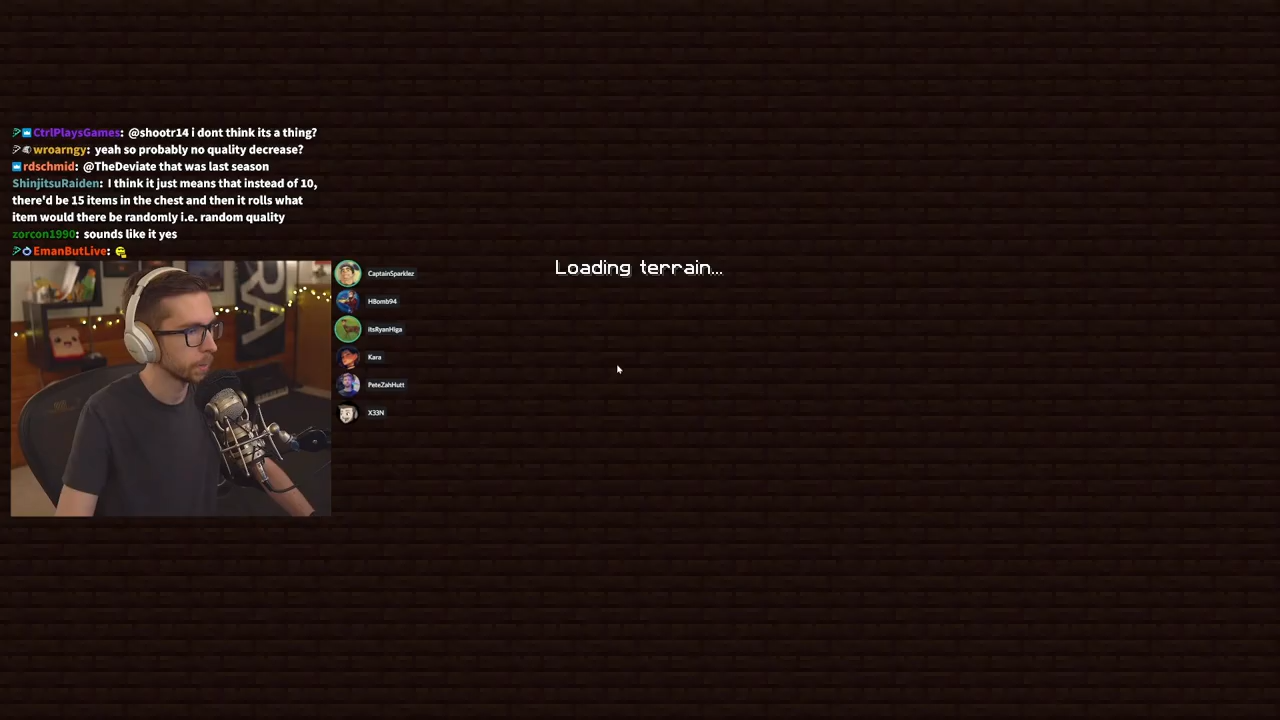 CtrlPlaysGames: @shootr14 i dont think its a thing?
wroarngy: yeah so probably no quality decrease?
rdschmid: @TheDeviate that was last season
ShinjitsuRaiden: I think it just means that instead of 10,
there'd be 15 items in the chest and then it rolls what
item would there be randomly i.e. random quality
zorcon1990: sounds like it yes
EmanButLive:
Loading terrain...
CaptainSparklez
HBomb94
ItsRyanHiga
Kara
PeteZahHutt
X33N
RA